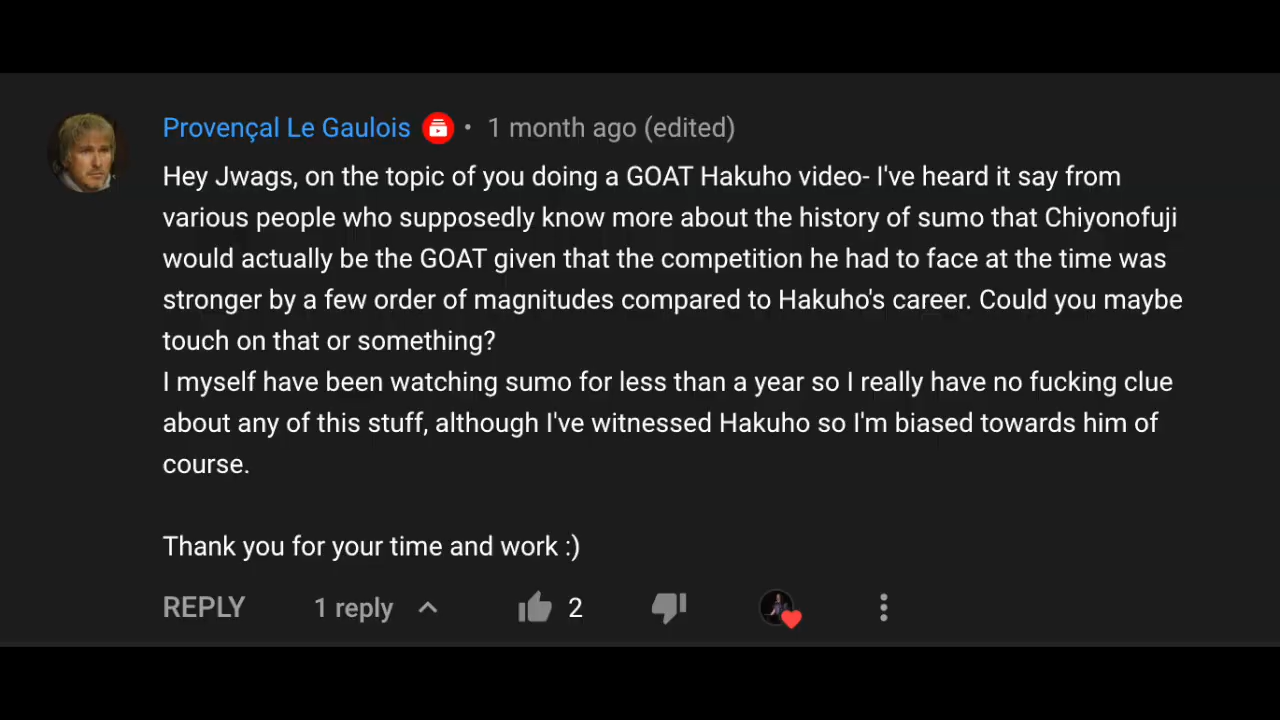 Provençal Le Gaulois • 1 month ago (edited)
Hey Jwags, on the topic of you doing a GOAT Hakuho video- I've heard it say from
various people who supposedly know more about the history of sumo that Chiyonofuji
would actually be the GOAT given that the competition he had to face at the time was
stronger by a few order of magnitudes compared to Hakuho's career. Could you maybe
touch on that or something?
I myself have been watching sumo for less than a year so I really have no fucking clue
about any of this stuff, although I've witnessed Hakuho so I'm biased towards him of
course.
Thank you for your time and work :)
REPLY 1 reply 2